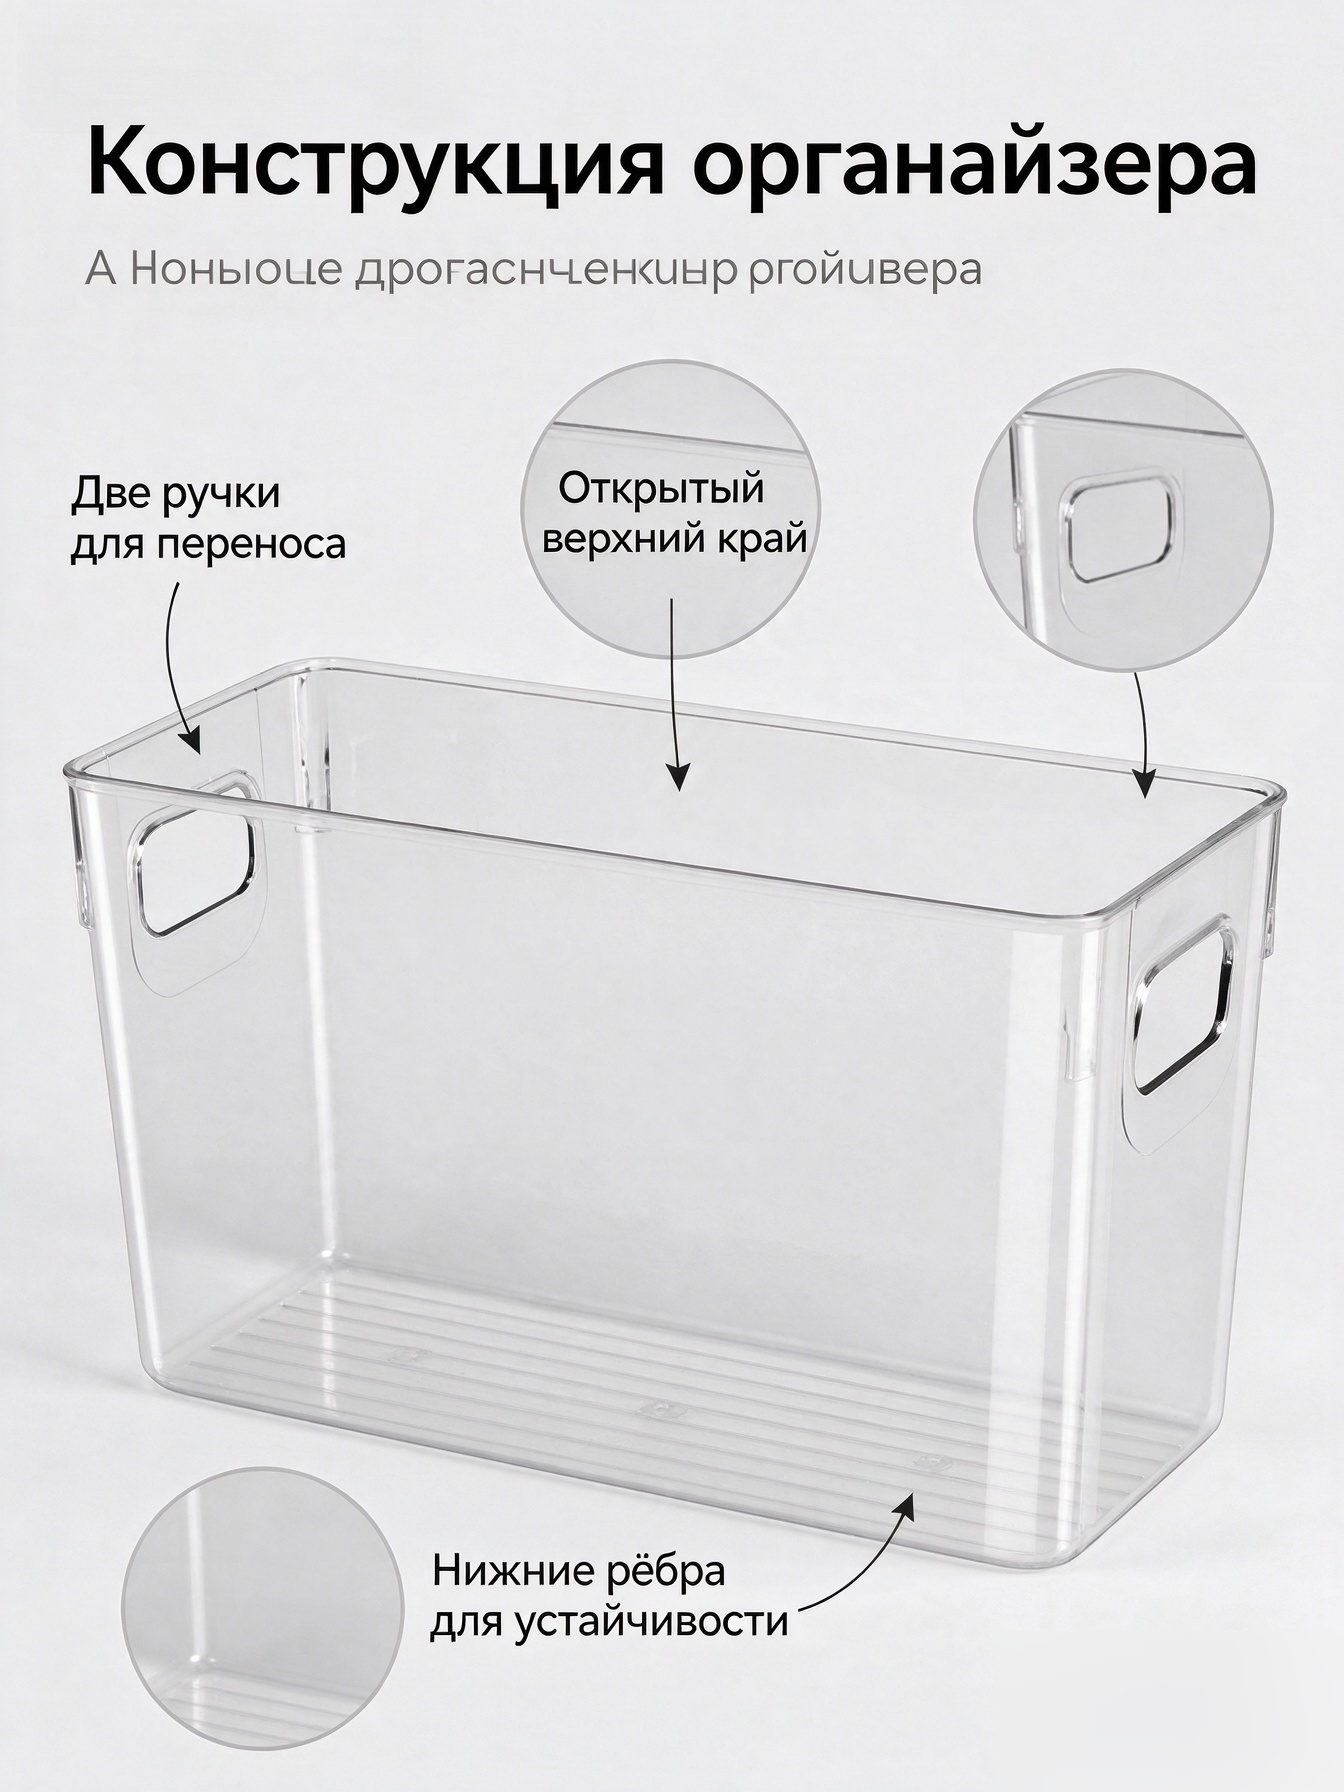 Конструкция органайзера
А
Две ручки
для переноса
Открытый
верхний край
Нижние рёбра
для устайчивости